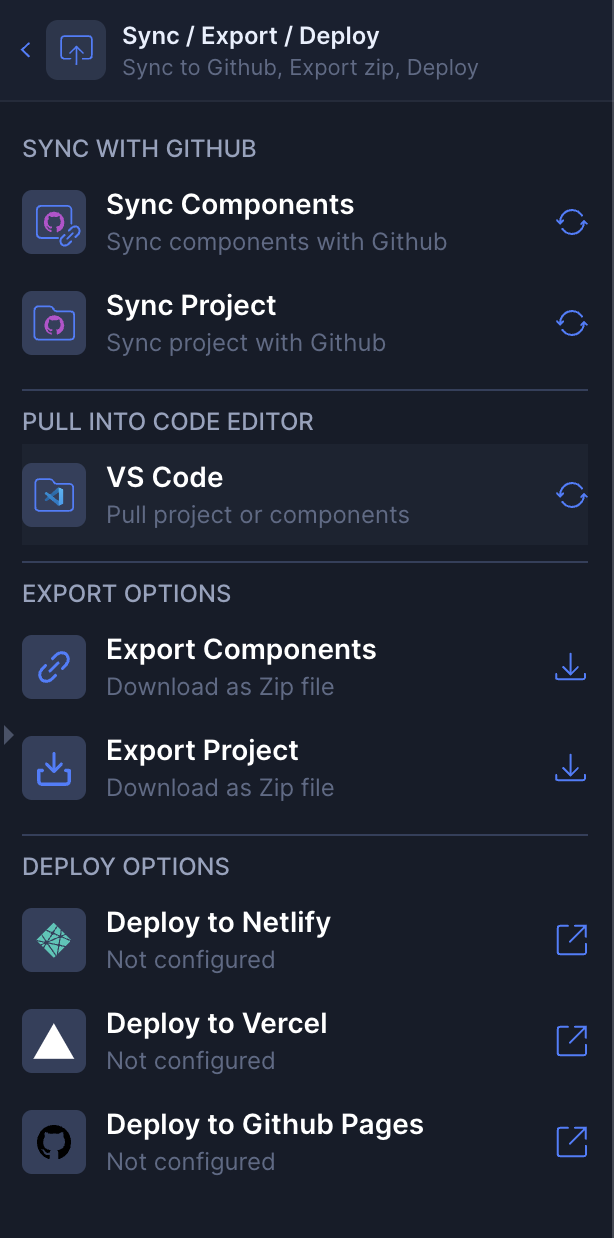 Sync / Export / Deploy
Sync to Github, Export zip, Deploy
SYNC WITH GITHUB
Sync Components
Sync components with Github
Sync Project
Sync project with Github
PULL INTO CODE EDITOR
VS Code
Pull project or components
EXPORT OPTIONS
Export Components
Download as Zip file
Export Project
Download as Zip file
DEPLOY OPTIONS
Deploy to Netlify
Not configured
Deploy to Vercel
Not configured
Deploy to Github Pages
Not configured